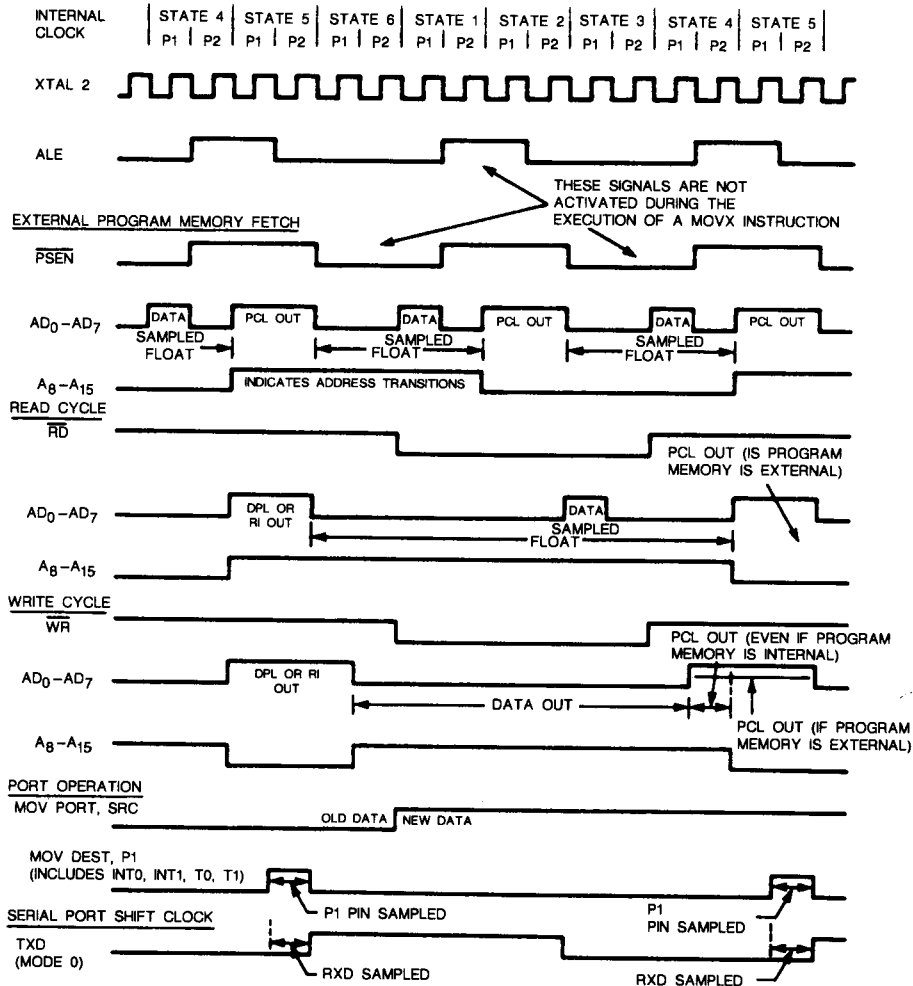 INTERNAL CLOCK
STATE 4 STATE 5 STATE 6 STATE 1 STATE 2 STATE 3 STATE 4 STATE 5
P1 P2 P1 P2 P1 P2 P1 P2 P1 P2 P1 P2 P1 P2 P1 P2
XTAL 2
ALE
THESE SIGNALS ARE NOT
ACTIVATED DURING THE
EXECUTION OF A MOVX INSTRUCTION
EXTERNAL PROGRAM MEMORY FETCH
PSEN
AD0–AD7
DATA PCL OUT DATA PCL OUT DATA PCL OUT
SAMPLED SAMPLED SAMPLED
FLOAT FLOAT FLOAT
A8–A15
INDICATES ADDRESS TRANSITIONS
READ CYCLE
RD
PCL OUT (IS PROGRAM
MEMORY IS EXTERNAL)
AD0–AD7
DPL OR
RI OUT
DATA
SAMPLED
FLOAT
A8–A15
WRITE CYCLE
WR
PCL OUT (EVEN IF PROGRAM
MEMORY IS INTERNAL)
AD0–AD7
DPL OR RI
OUT
DATA OUT
PCL OUT (IF PROGRAM
MEMORY IS EXTERNAL)
A8–A15
PORT OPERATION
MOV PORT, SRC
OLD DATA NEW DATA
MOV DEST, P1
(INCLUDES INT0, INT1, T0, T1)
P1 PIN SAMPLED
P1
PIN SAMPLED
SERIAL PORT SHIFT CLOCK
TXD
(MODE 0)
RXD SAMPLED
RXD SAMPLED